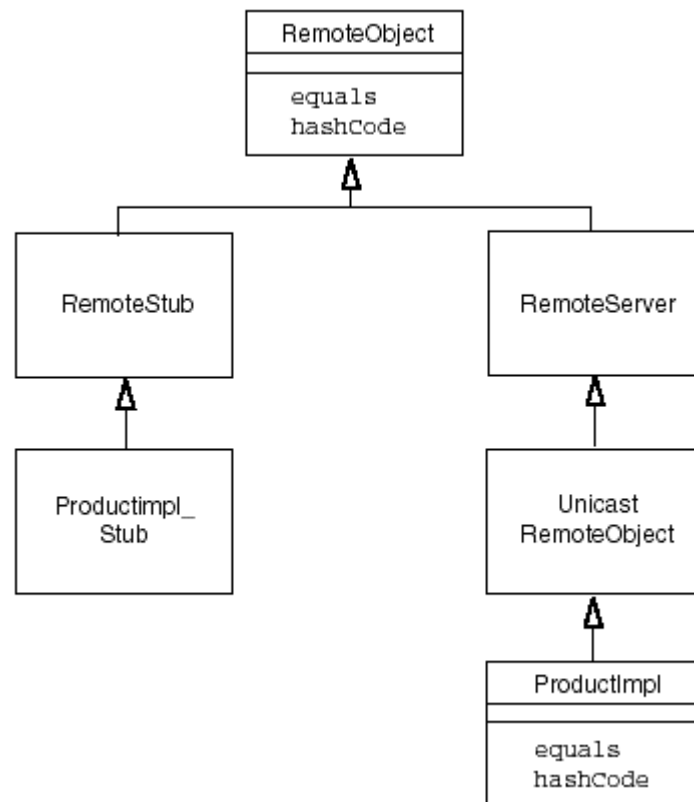 RemoteObject
equals
hashCode
RemoteStub
RemoteServer
Productimpl_
Stub
Unicast
RemoteObject
ProductImpl
equals
hashCode